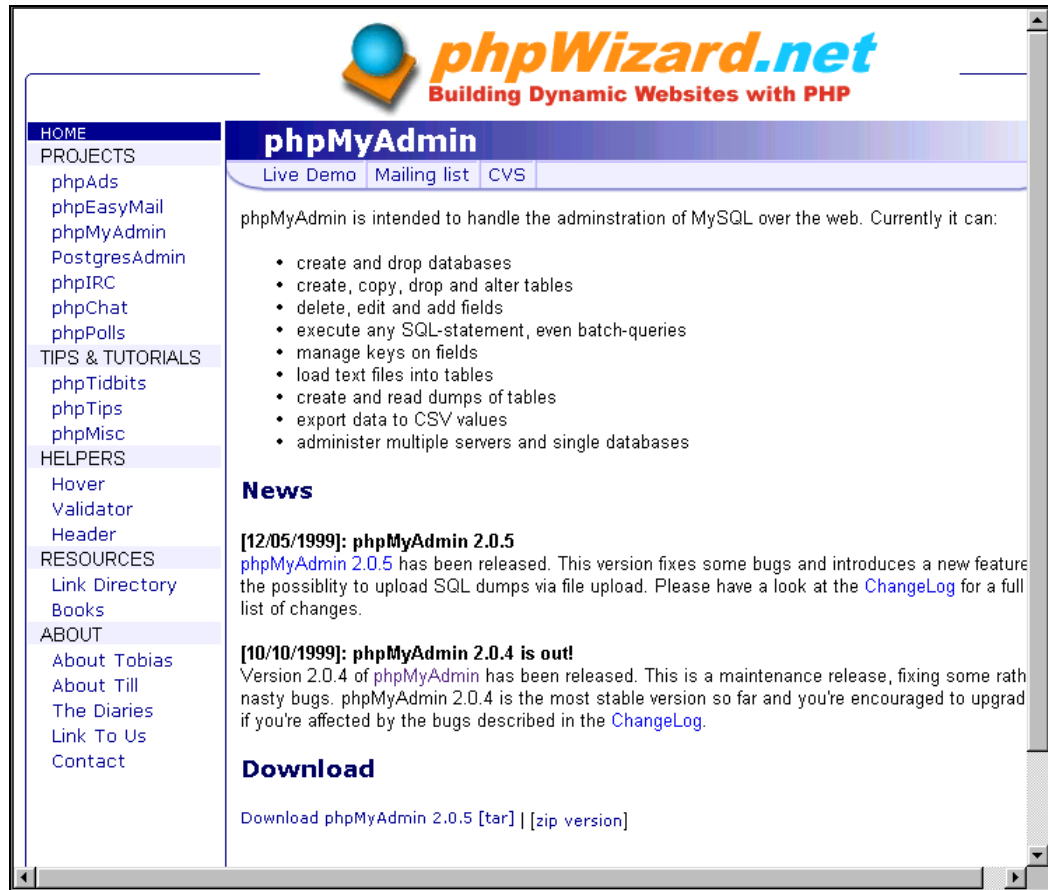 phpWizard.net
Building Dynamic Websites with PHP
HOME
PROJECTS
phpAds
phpEasyMail
phpMyAdmin
PostgresAdmin
phpIRC
phpChat
phpPolls
TIPS & TUTORIALS
phpTidbits
phpTips
phpMisc
HELPERS
Hover
Validator
Header
RESOURCES
Link Directory
Books
ABOUT
About Tobias
About Till
The Diaries
Link To Us
Contact
phpMyAdmin
Live Demo Mailing list CVS
phpMyAdmin is intended to handle the adminstration of MySQL over the web. Currently it can:
• create and drop databases
• create, copy, drop and alter tables
• delete, edit and add fields
• execute any SQL-statement, even batch-queries
• manage keys on fields
• load text files into tables
• create and read dumps of tables
• export data to CSV values
• administer multiple servers and single databases
News
[12/05/1999]: phpMyAdmin 2.0.5
phpMyAdmin 2.0.5 has been released. This version fixes some bugs and introduces a new feature
the possiblity to upload SQL dumps via file upload. Please have a look at the ChangeLog for a full
list of changes.
[10/10/1999]: phpMyAdmin 2.0.4 is out!
Version 2.0.4 of phpMyAdmin has been released. This is a maintenance release, fixing some rath
nasty bugs. phpMyAdmin 2.0.4 is the most stable version so far and you're encouraged to upgrad
if you're affected by the bugs described in the ChangeLog.
Download
Download phpMyAdmin 2.0.5 [tar] | [zip version]